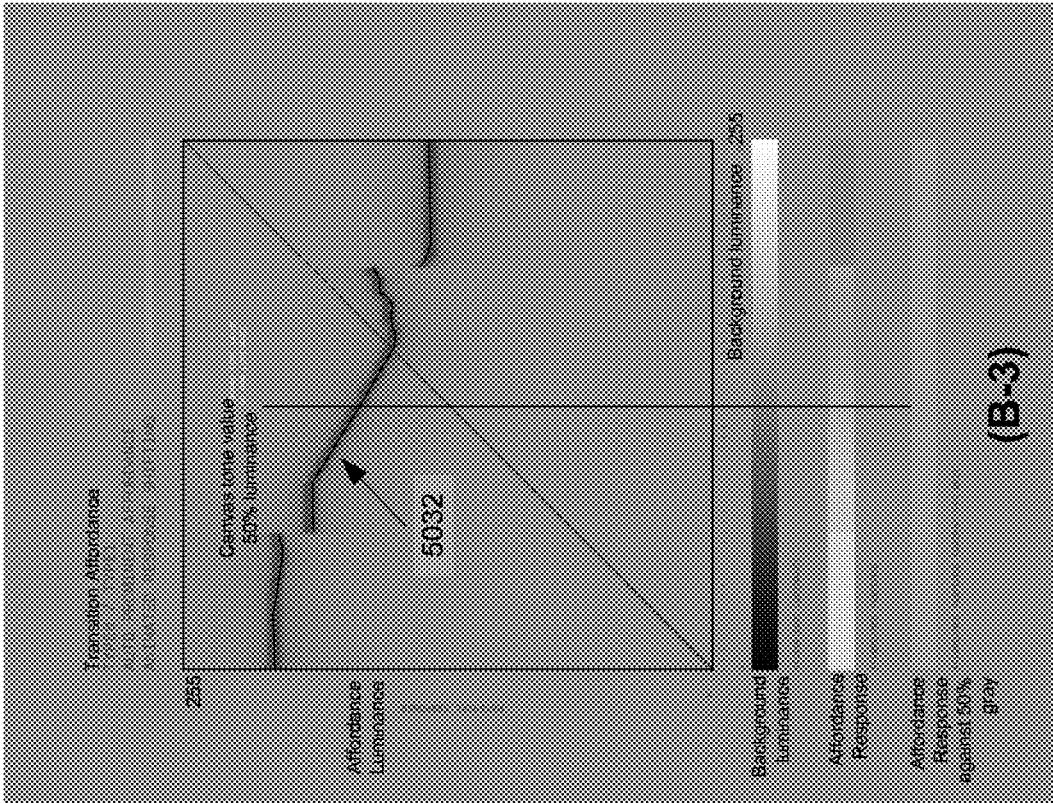 Transition Affordance
255
Canvas tone value
50% luminance
5032
Affordance
Luminance
Background luminance 255
Background
luminance
Affordance
Response
Affordance
Response
against 50%
gray
(B-3)